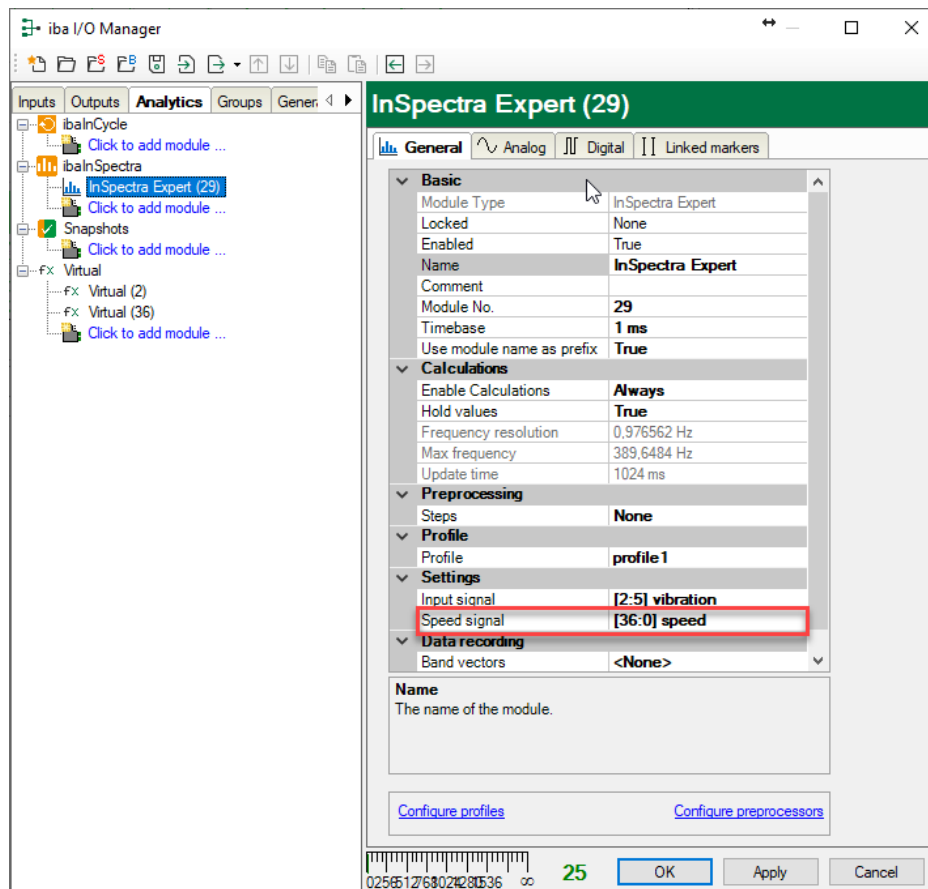 iba I/O Manager
Inputs Outputs Analytics Groups Genera
ibaInCycle
Click to add module ...
ibaInSpectra
InSpectra Expert (29)
Click to add module ...
Snapshots
Click to add module ...
fx Virtual
fx Virtual (2)
fx Virtual (36)
Click to add module ...
InSpectra Expert (29)
General Analog Digital Linked markers
Basic
Module Type InSpectra Expert
Locked None
Enabled True
Name InSpectra Expert
Comment
Module No. 29
Timebase 1 ms
Use module name as prefix True
Calculations
Enable Calculations Always
Hold values True
Frequency resolution 0,976562 Hz
Max frequency 389,6484 Hz
Update time 1024 ms
Preprocessing
Steps None
Profile
Profile profile1
Settings
Input signal [2:5] vibration
Speed signal [36:0] speed
Data recording
Band vectors <None>
Name
The name of the module.
Configure profiles Configure preprocessors
∞ 25 OK Apply Cancel